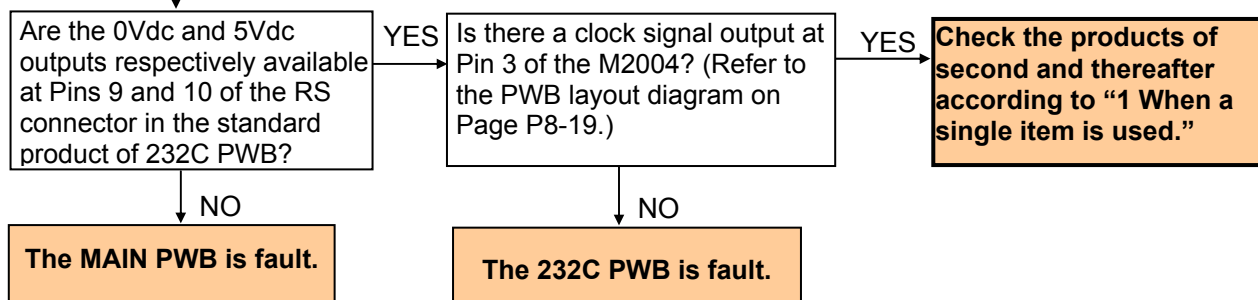 Are the 0Vdc and 5Vdc
outputs respectively available
at Pins 9 and 10 of the RS
connector in the standard
product of 232C PWB?
YES
Is there a clock signal output at
Pin 3 of the M2004? (Refer to
the PWB layout diagram on
Page P8-19.)
YES
Check the products of
second and thereafter
according to “1 When a
single item is used.”
NO
NO
The MAIN PWB is fault.
The 232C PWB is fault.